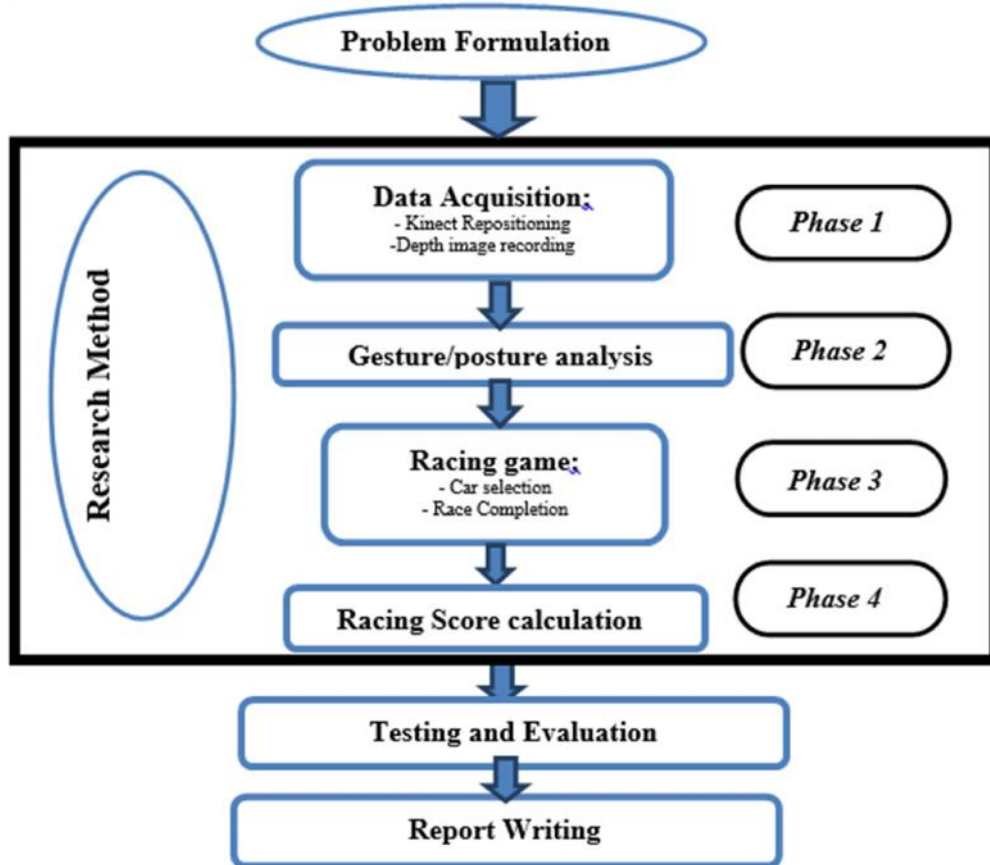 Problem Formulation
Research Method
Data Acquisition;
- Kinect Repositioning
-Depth image recording
Phase 1
Gesture/posture analysis
Phase 2
Racing game;
- Car selection
- Race Completion
Phase 3
Racing Score calculation
Phase 4
Testing and Evaluation
Report Writing